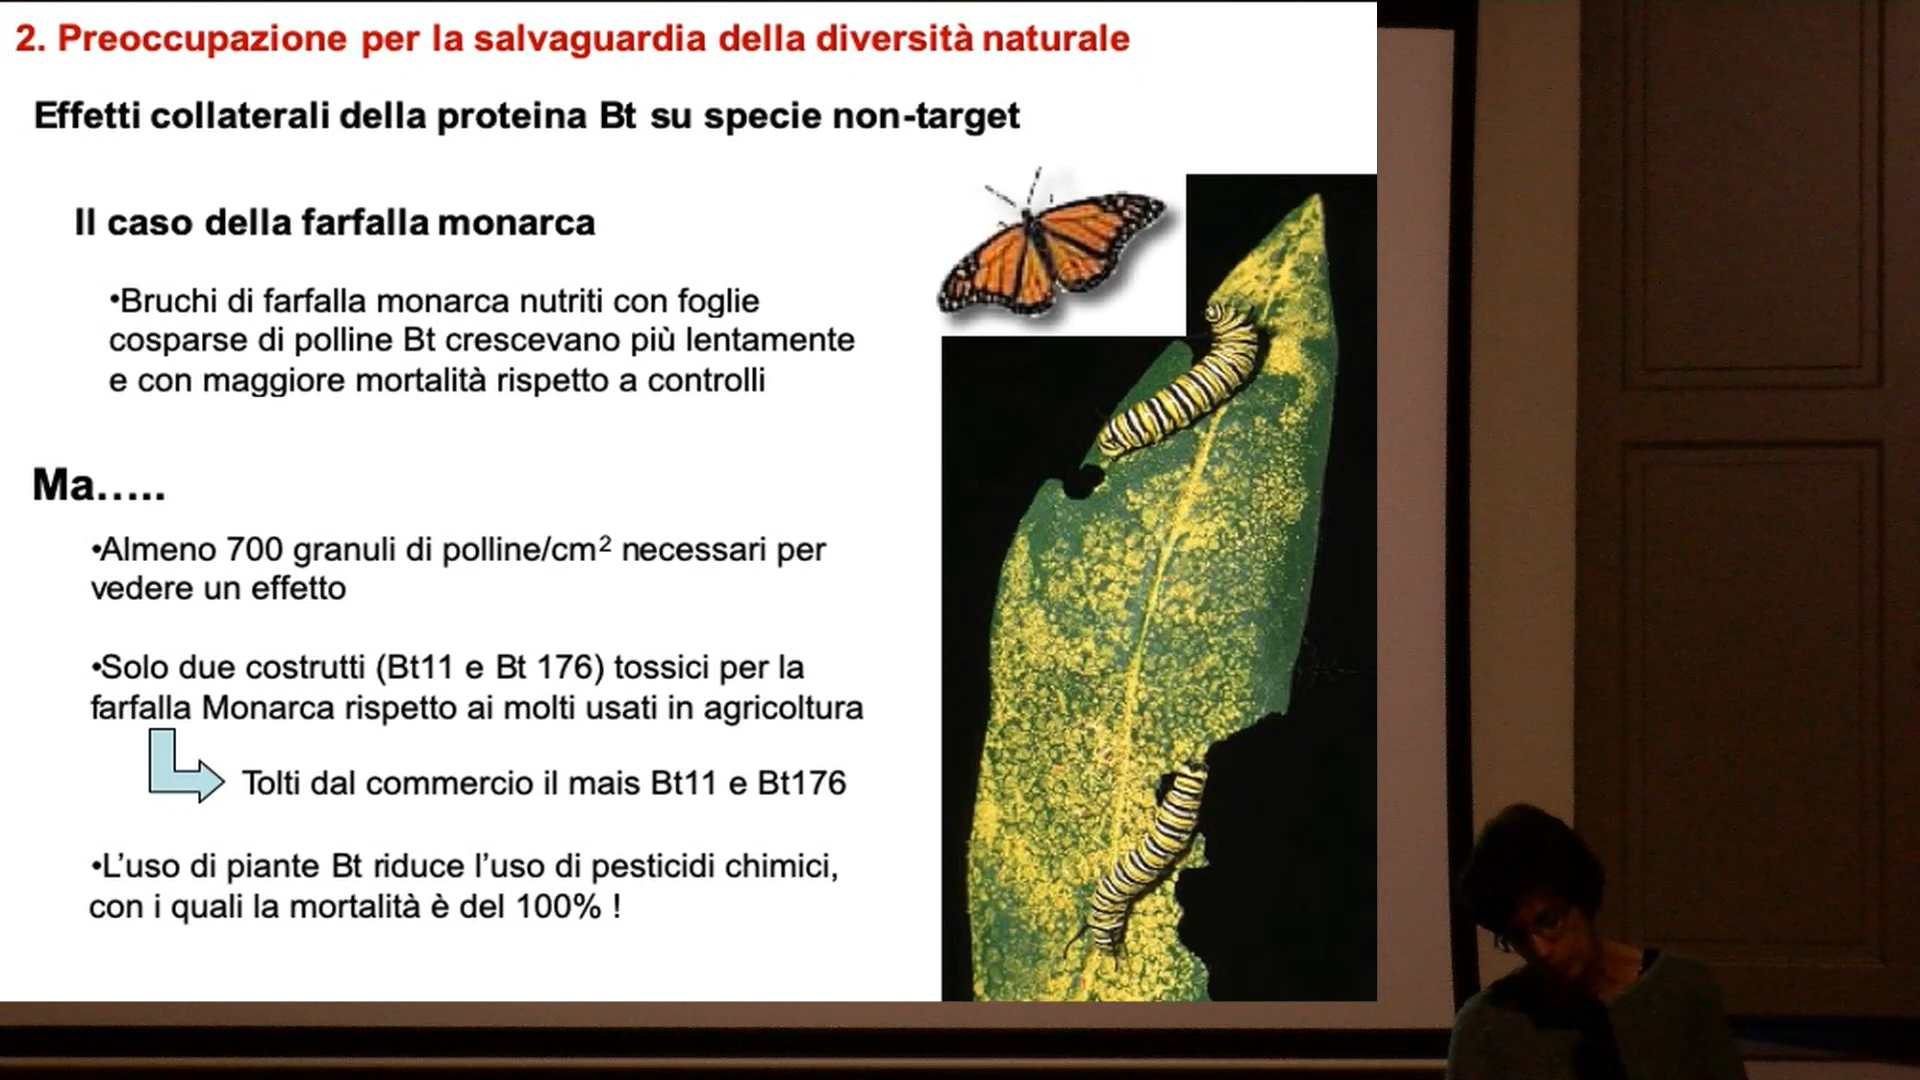 2. Preoccupazione per la salvaguardia della diversità naturale
Effetti collaterali della proteina Bt su specie non-target
Il caso della farfalla monarca
•Bruchi di farfalla monarca nutriti con foglie
cosparse di polline Bt crescevano più lentamente
e con maggiore mortalità rispetto a controlli
Ma…..
•Almeno 700 granuli di polline/cm² necessari per
vedere un effetto
•Solo due costrutti (Bt11 e Bt 176) tossici per la
farfalla Monarca rispetto ai molti usati in agricoltura
Tolti dal commercio il mais Bt11 e Bt176
•L’uso di piante Bt riduce l’uso di pesticidi chimici,
con i quali la mortalità è del 100% !